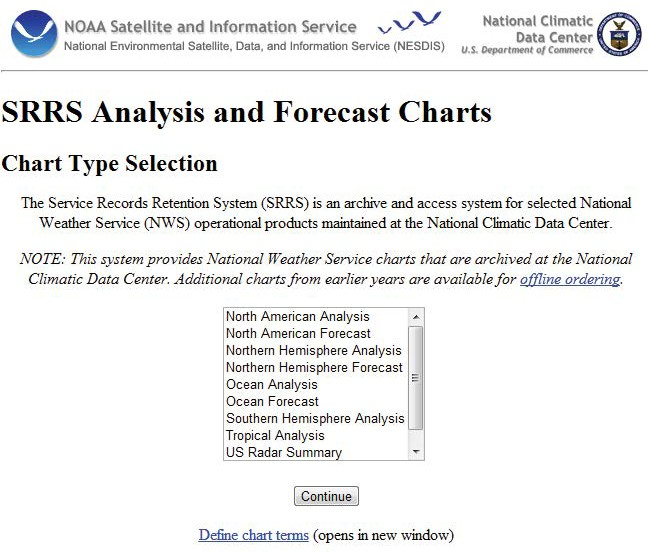 NOAA Satellite and Information Service
National Environmental Satellite, Data, and Information Service (NESDIS)
National Climatic
Data Center
U.S. Department of Commerce
SRRS Analysis and Forecast Charts
Chart Type Selection
The Service Records Retention System (SRRS) is an archive and access system for selected National
Weather Service (NWS) operational products maintained at the National Climatic Data Center.
NOTE: This system provides National Weather Service charts that are archived at the National
Climatic Data Center. Additional charts from earlier years are available for offline ordering.
North American Analysis
North American Forecast
Northern Hemisphere Analysis
Northern Hemisphere Forecast
Ocean Analysis
Ocean Forecast
Southern Hemisphere Analysis
Tropical Analysis
US Radar Summary
Continue
Define chart terms (opens in new window)